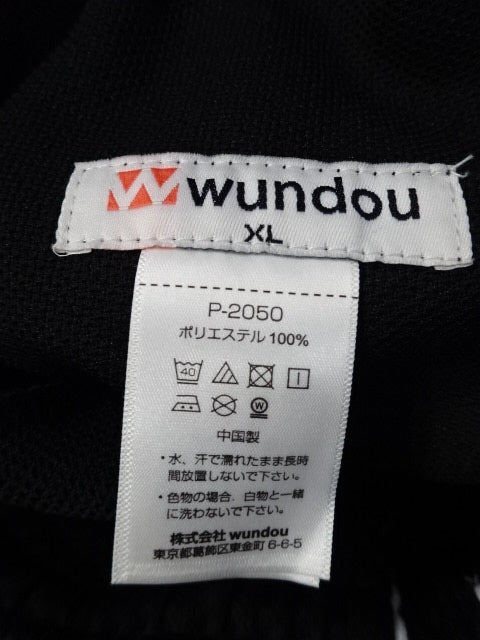 wundou
XL
P-2050
ポリエステル 100%
40
W
中国製
・水、汗で濡れたまま長時
間放置しないで下さい。
・色物の場合、白物と一緒
に洗わないで下さい。
株式会社 wundou
東京都葛飾区東金町 6-6-5